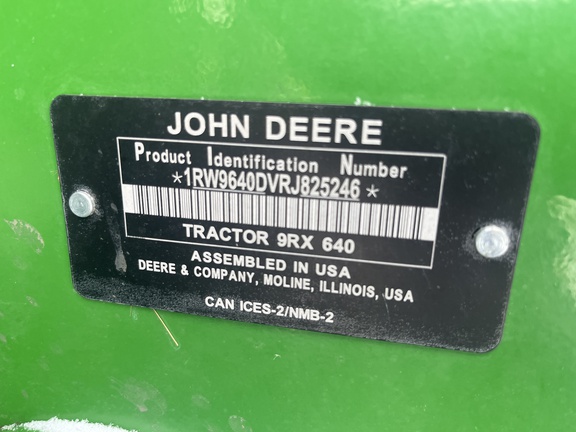 JOHN DEERE
Product Identification Number
*1RW9640DVRJ825246*
TRACTOR 9RX 640
ASSEMBLED IN USA
DEERE & COMPANY, MOLINE, ILLINOIS, USA
CAN ICES-2/NMB-2